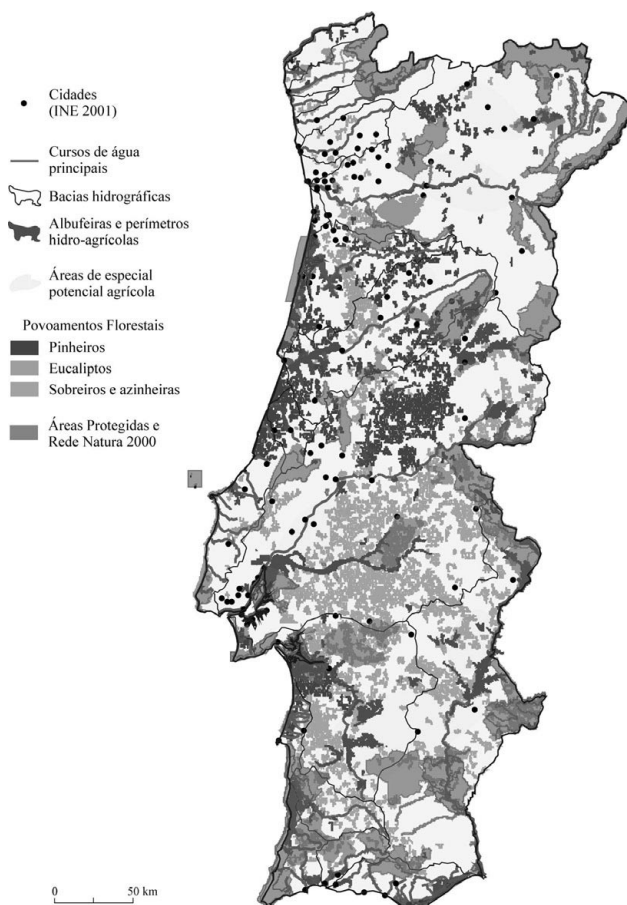 Cidades
(INE 2001)
Cursos de água
principais
Bacias hidrográficas
Albufeiras e perímetros
hidro-agrícolas
Áreas de especial
potencial agrícola
Povoamentos Florestais
Pinheiros
Eucaliptos
Sobreiros e azinheiras
Áreas Protegidas e
Rede Natura 2000
0 50 km